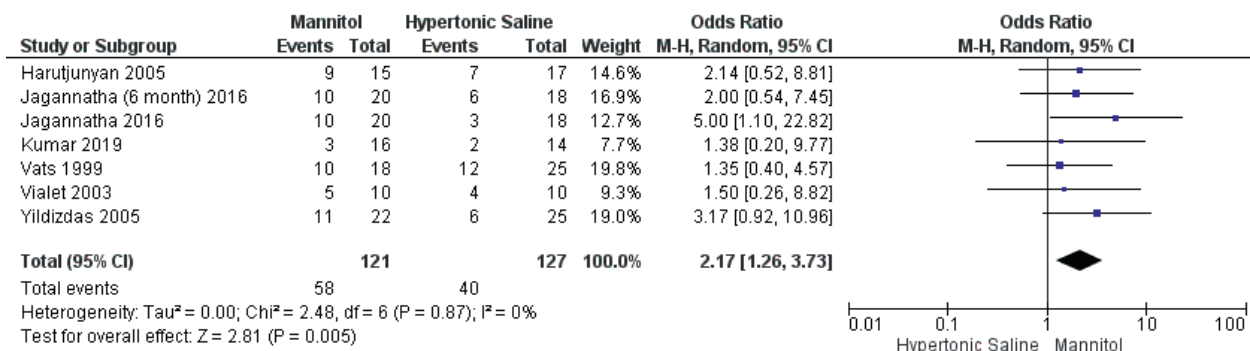 Mannitol Hypertonic Saline Odds Ratio Odds Ratio
Study or Subgroup Events Total Events Total Weight M-H, Random, 95% CI M-H, Random, 95% CI
Harutjunyan 2005 9 15 7 17 14.6% 2.14 [0.52, 8.81]
Jagannatha (6 month) 2016 10 20 6 18 16.9% 2.00 [0.54, 7.45]
Jagannatha 2016 10 20 3 18 12.7% 5.00 [1.10, 22.82]
Kumar 2019 3 16 2 14 7.7% 1.38 [0.20, 9.77]
Vats 1999 10 18 12 25 19.8% 1.35 [0.40, 4.57]
Vialet 2003 5 10 4 10 9.3% 1.50 [0.26, 8.82]
Yildizdas 2005 11 22 6 25 19.0% 3.17 [0.92, 10.96]
Total (95% CI) 121 127 100.0% 2.17 [1.26, 3.73]
Total events 58 40
Heterogeneity: Tau² = 0.00; Chi² = 2.48, df = 6 (P = 0.87); I² = 0%
Test for overall effect: Z = 2.81 (P = 0.005)
0.01 0.1 1 10 100
Hypertonic Saline Mannitol